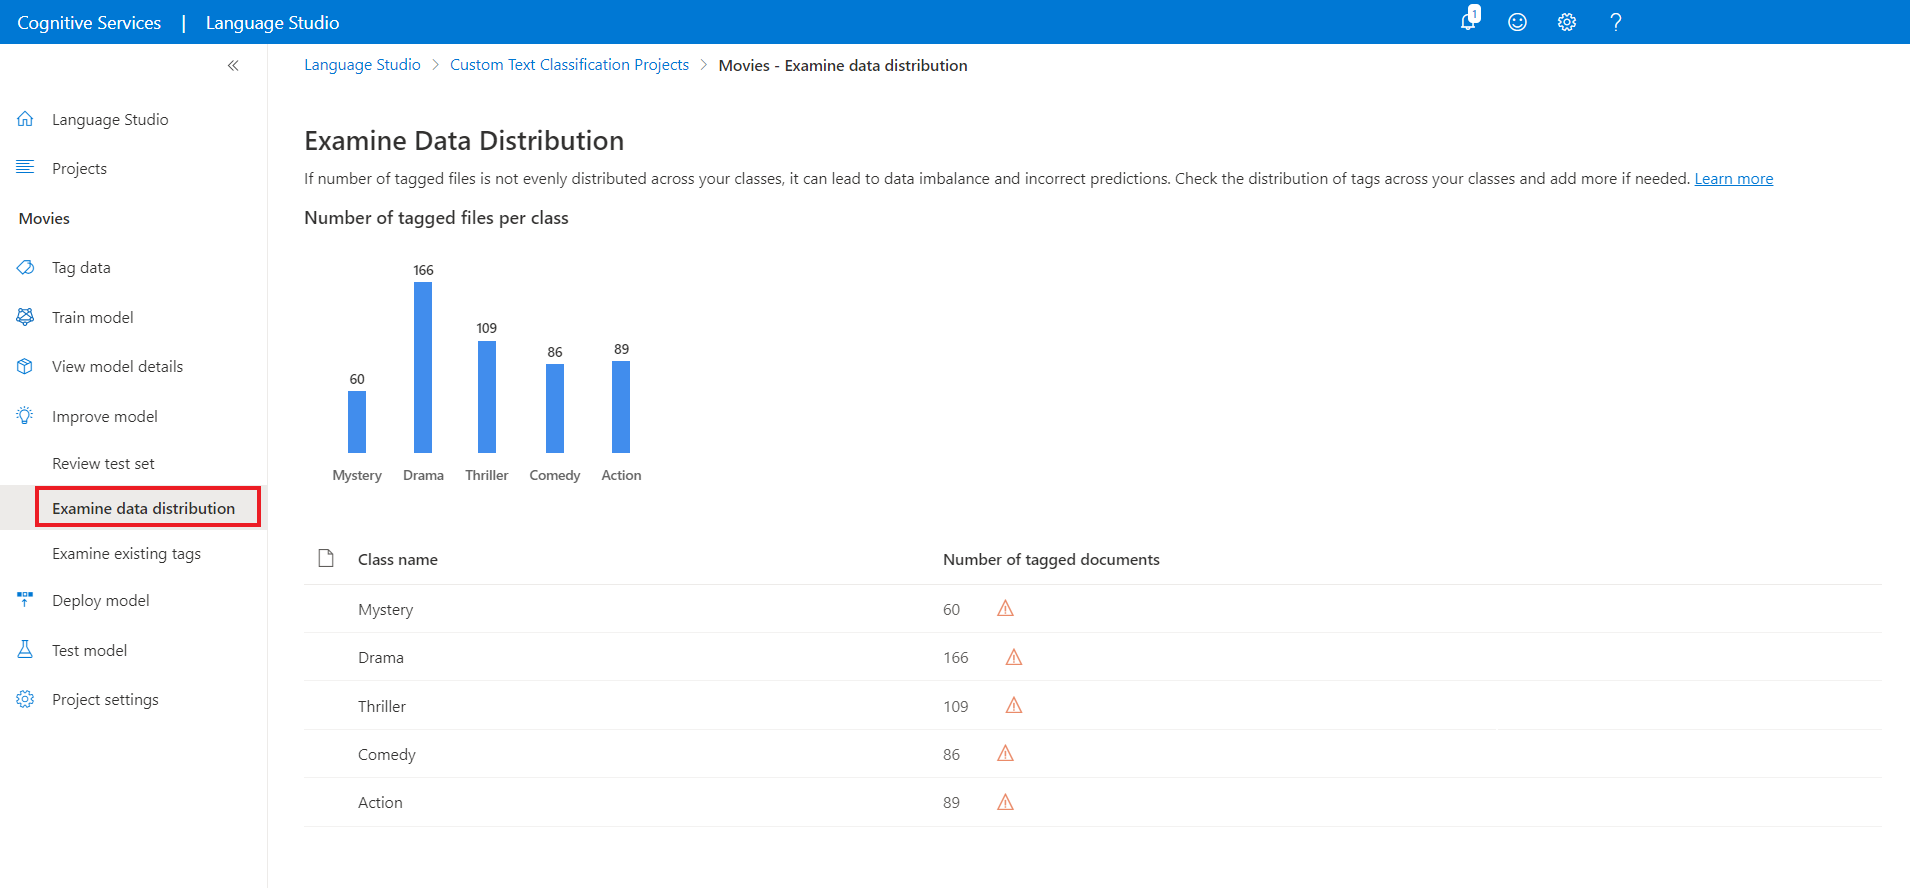 Cognitive Services | Language Studio
1
Language Studio > Custom Text Classification Projects > Movies - Examine data distribution
Language Studio
Projects
Movies
Tag data
Train model
View model details
Improve model
Review test set
Examine data distribution
Examine existing tags
Deploy model
Test model
Project settings
Examine Data Distribution
If number of tagged files is not evenly distributed across your classes, it can lead to data imbalance and incorrect predictions. Check the distribution of tags across your classes and add more if needed. Learn more
Number of tagged files per class
60 166 109 86 89
Mystery Drama Thriller Comedy Action
Class name Number of tagged documents
Mystery 60
Drama 166
Thriller 109
Comedy 86
Action 89